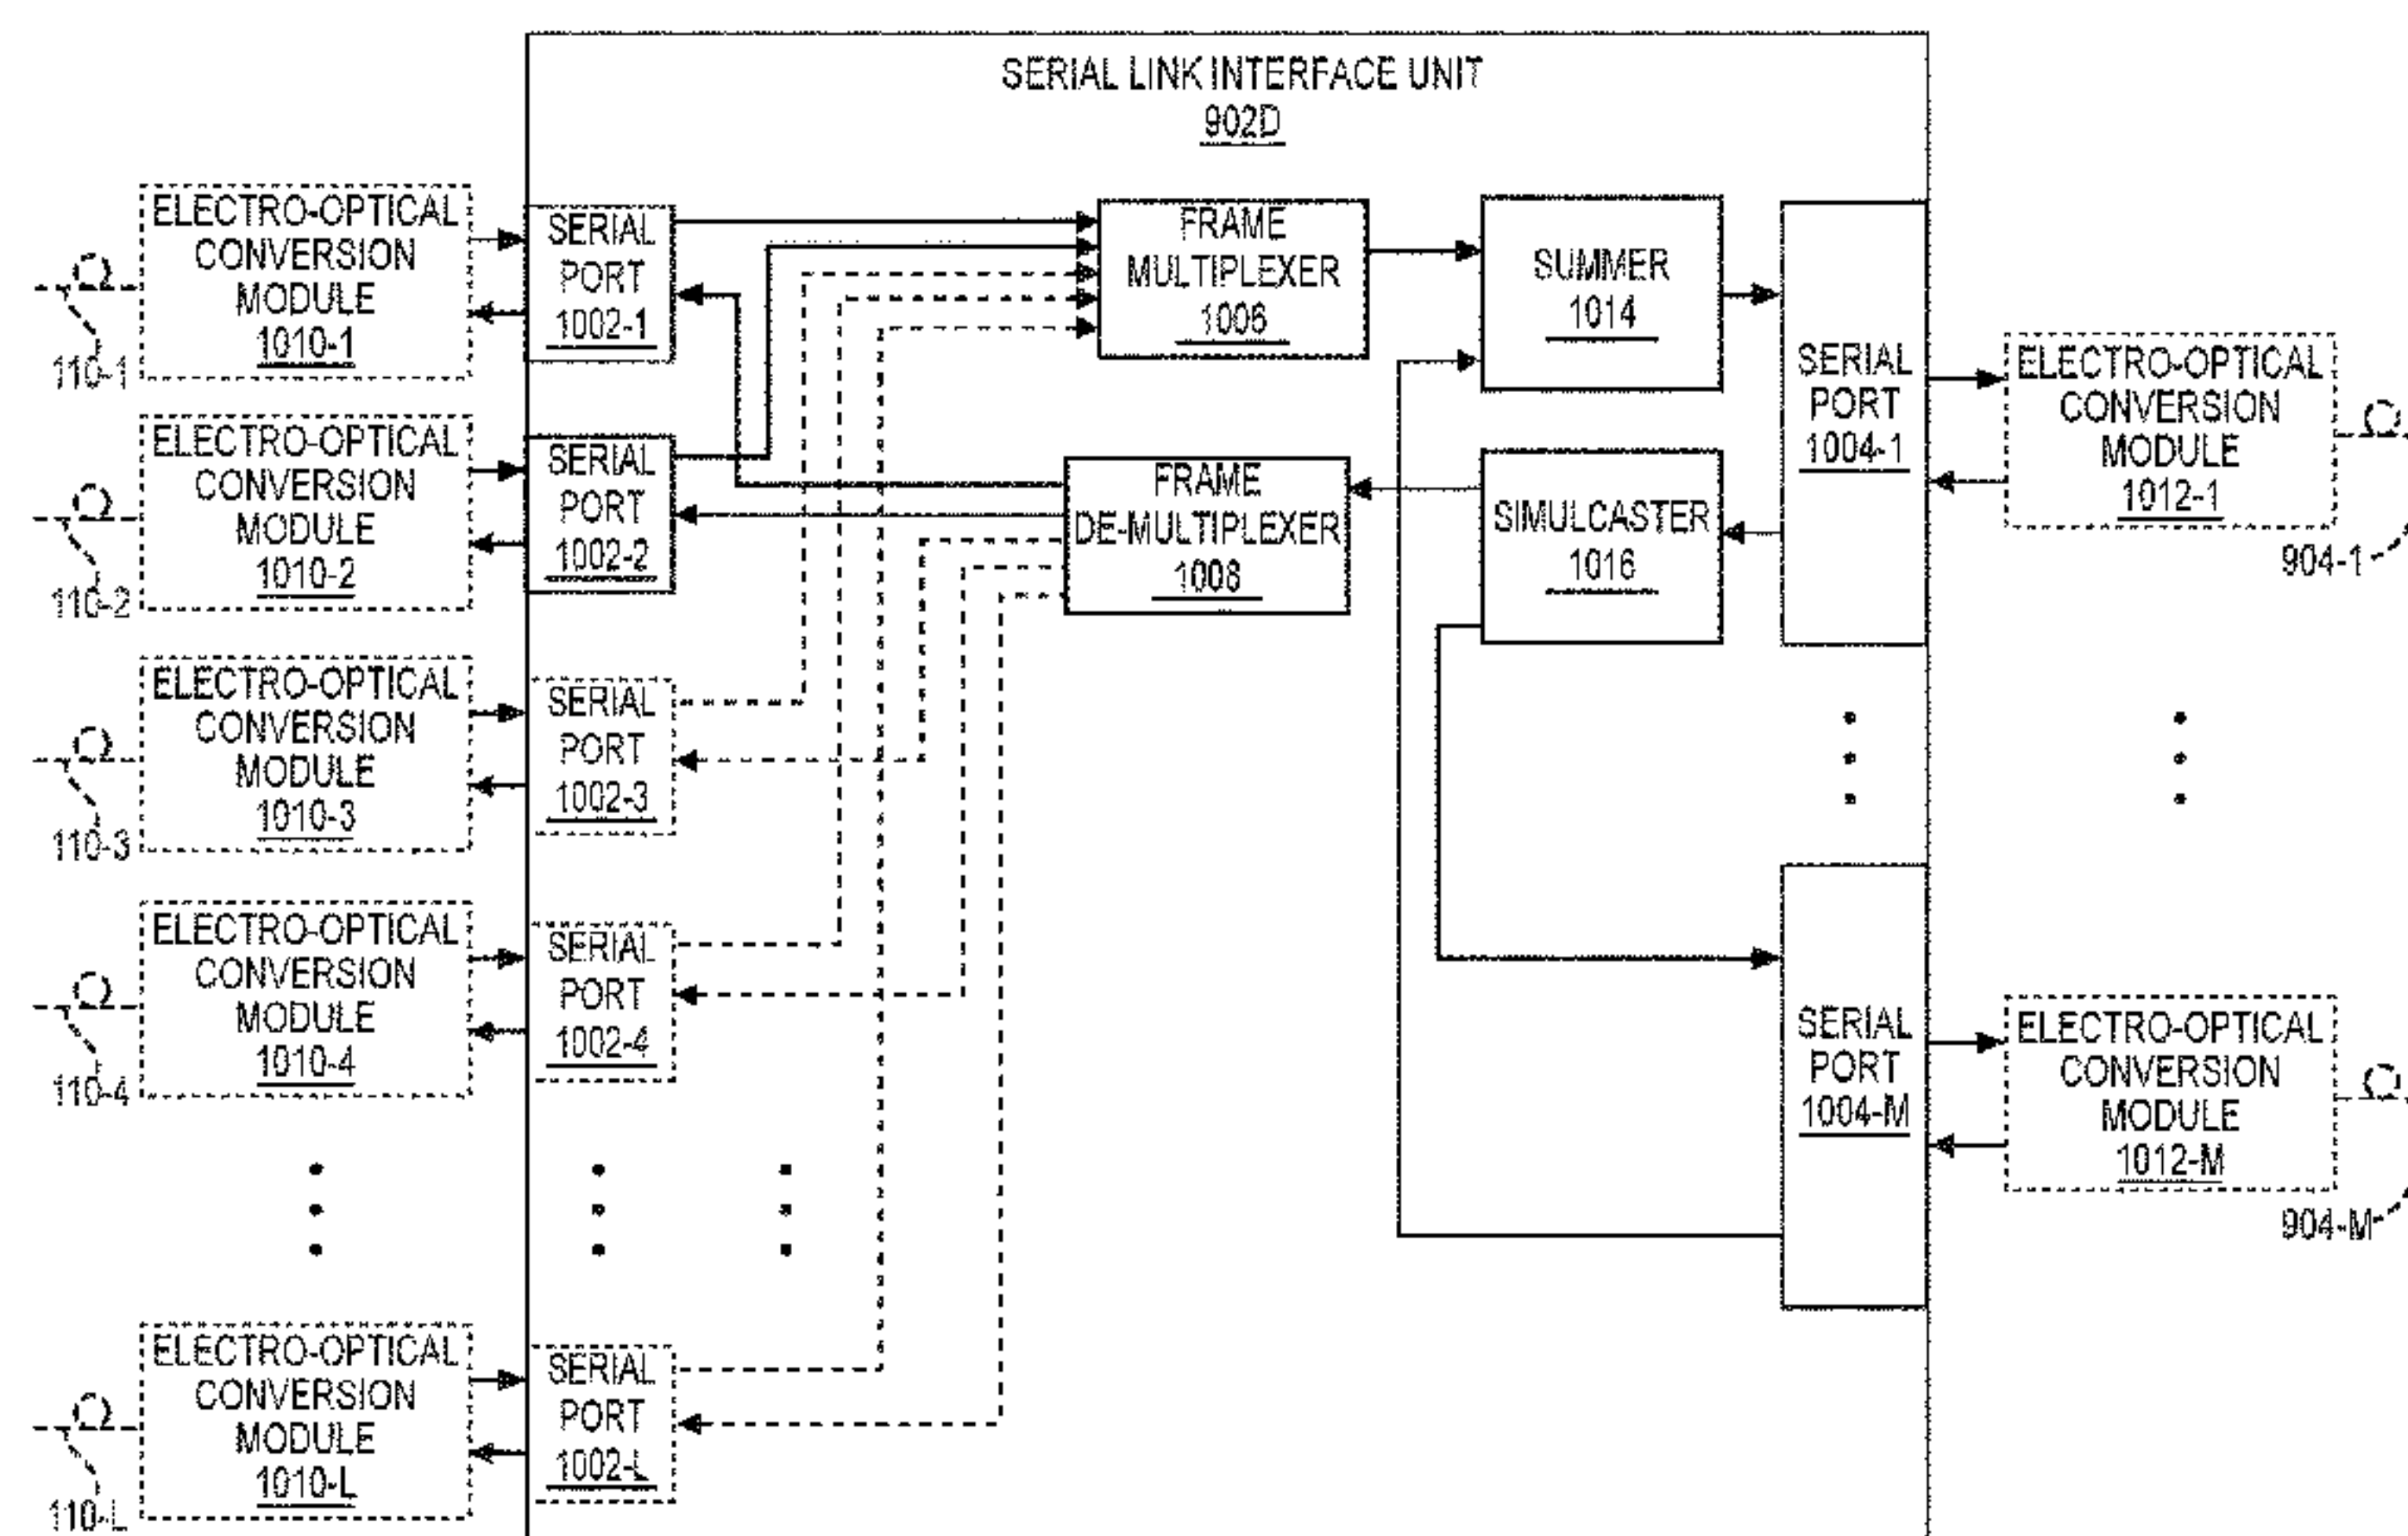 SERIAL LINK INTERFACE UNIT
902D
ELECTRO-OPTICAL
CONVERSION
MODULE
1010-1
110-1
SERIAL
PORT
1002-1
FRAME
MULTIPLEXER
1006
SUMMER
1014
SERIAL
PORT
1004-1
ELECTRO-OPTICAL
CONVERSION
MODULE
1012-1
904-1
ELECTRO-OPTICAL
CONVERSION
MODULE
1010-2
110-2
SERIAL
PORT
1002-2
FRAME
DE-MULTIPLEXER
1008
SIMULCASTER
1016
ELECTRO-OPTICAL
CONVERSION
MODULE
1010-3
110-3
SERIAL
PORT
1002-3
ELECTRO-OPTICAL
CONVERSION
MODULE
1010-4
110-4
SERIAL
PORT
1002-4
SERIAL
PORT
1004-M
ELECTRO-OPTICAL
CONVERSION
MODULE
1012-M
904-M
ELECTRO-OPTICAL
CONVERSION
MODULE
1010-L
110-L
SERIAL
PORT
1002-L